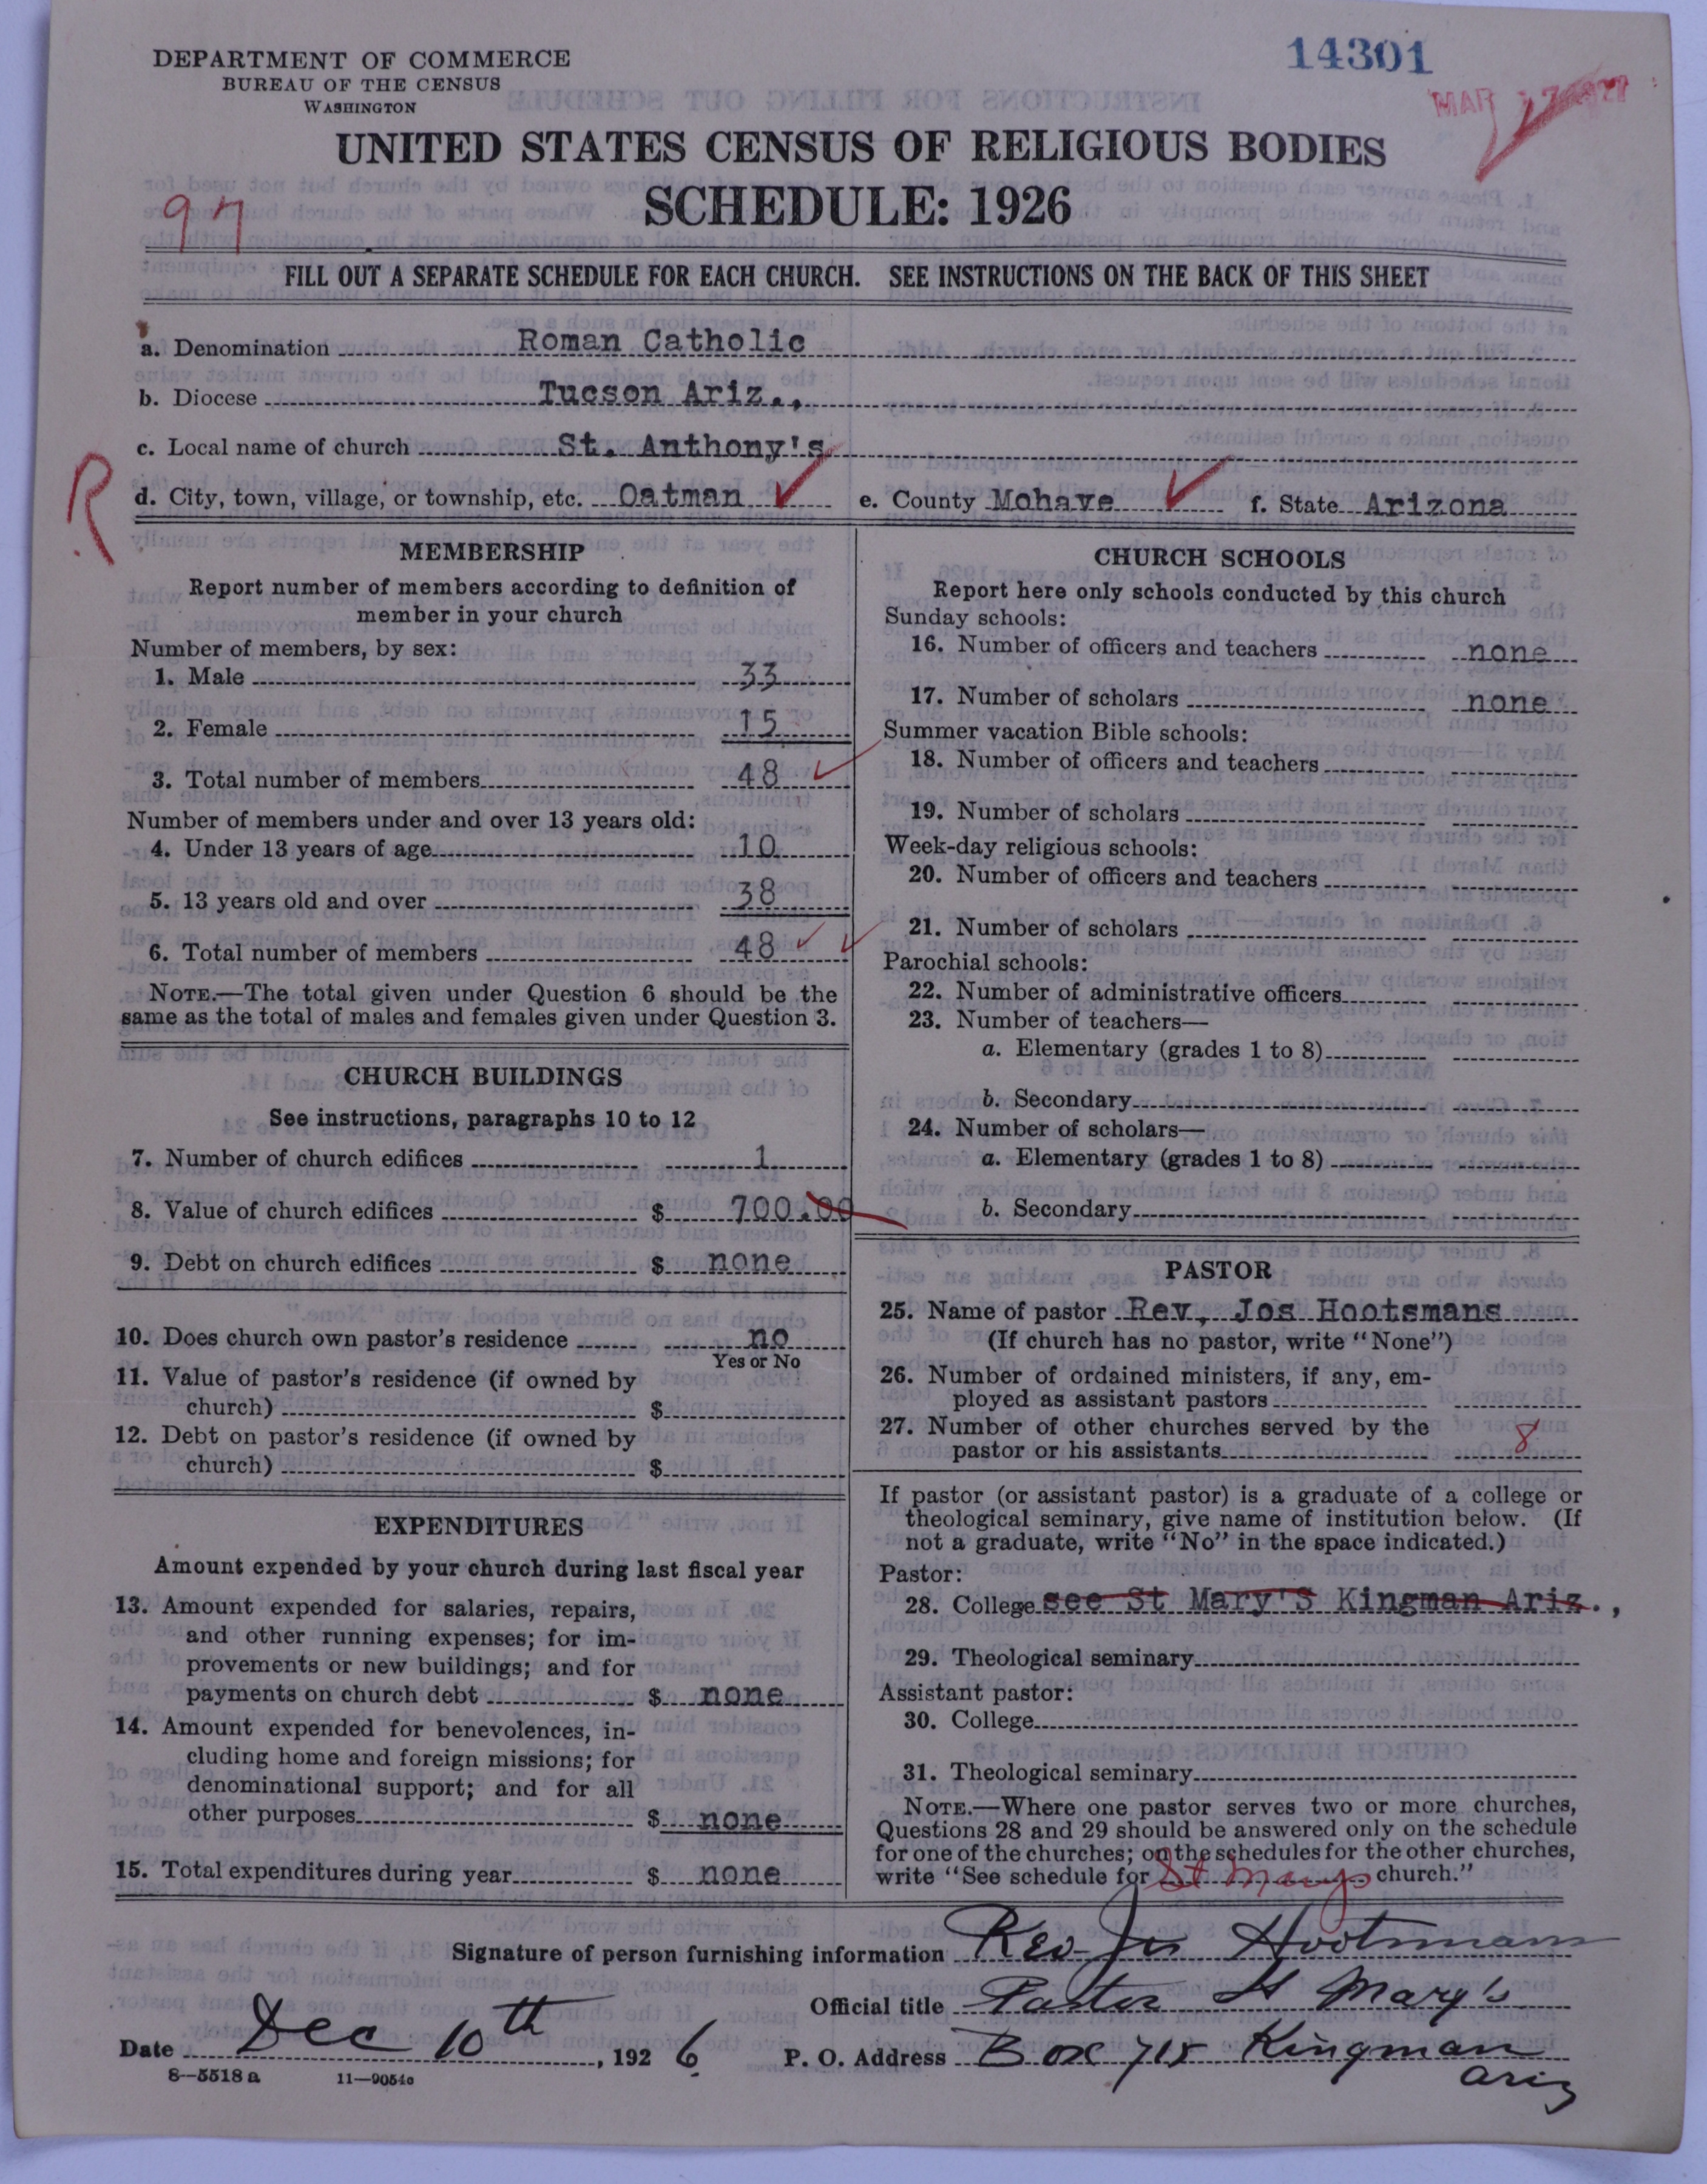 DEPARTMENT OF COMMERCE
BUREAU OF THE CENSUS
WASHINGTON
14301
MAR 17 1927
UNITED STATES CENSUS OF RELIGIOUS BODIES
SCHEDULE: 1926
97
FILL OUT A SEPARATE SCHEDULE FOR EACH CHURCH. SEE INSTRUCTIONS ON THE BACK OF THIS SHEET
a. Denomination Roman Catholic
b. Diocese Tucson Ariz.,
c. Local name of church St. Anthony's
R
d. City, town, village, or township, etc. Oatman e. County Mohave f. State Arizona
MEMBERSHIP
Report number of members according to definition of
member in your church
Number of members, by sex:
1. Male 33
2. Female 15
3. Total number of members 48
Number of members under and over 13 years old:
4. Under 13 years of age 10
5. 13 years old and over 38
6. Total number of members 48
NOTE.—The total given under Question 6 should be the
same as the total of males and females given under Question 3.
CHURCH BUILDINGS
See instructions, paragraphs 10 to 12
7. Number of church edifices 1
8. Value of church edifices $ 700.00
9. Debt on church edifices $ none
10. Does church own pastor's residence no
Yes or No
11. Value of pastor's residence (if owned by
church) $
12. Debt on pastor's residence (if owned by
church) $
EXPENDITURES
Amount expended by your church during last fiscal year
13. Amount expended for salaries, repairs,
and other running expenses; for im-
provements or new buildings; and for
payments on church debt $ none
14. Amount expended for benevolences, in-
cluding home and foreign missions; for
denominational support; and for all
other purposes $ none
15. Total expenditures during year $ none
CHURCH SCHOOLS
Report here only schools conducted by this church
Sunday schools:
16. Number of officers and teachers none
17. Number of scholars none
Summer vacation Bible schools:
18. Number of officers and teachers
19. Number of scholars
Week-day religious schools:
20. Number of officers and teachers
21. Number of scholars
Parochial schools:
22. Number of administrative officers
23. Number of teachers—
a. Elementary (grades 1 to 8)
b. Secondary
24. Number of scholars—
a. Elementary (grades 1 to 8)
b. Secondary
PASTOR
25. Name of pastor Rev, Jos Hootsmans
(If church has no pastor, write "None")
26. Number of ordained ministers, if any, em-
ployed as assistant pastors
27. Number of other churches served by the
pastor or his assistants 8
If pastor (or assistant pastor) is a graduate of a college or
theological seminary, give name of institution below. (If
not a graduate, write "No" in the space indicated.)
Pastor:
28. College see St Mary'S Kingman Ariz.,
29. Theological seminary
Assistant pastor:
30. College
31. Theological seminary
NOTE.—Where one pastor serves two or more churches,
Questions 28 and 29 should be answered only on the schedule
for one of the churches; on the schedules for the other churches,
write "See schedule for St Marys church."
Signature of person furnishing information Rev Jos Hootsmans
Official title Pastor St Mary's
Date Dec 10th, 1926 P. O. Address Box 715 Kingman
Ariz
8—5518 a 11—9054c